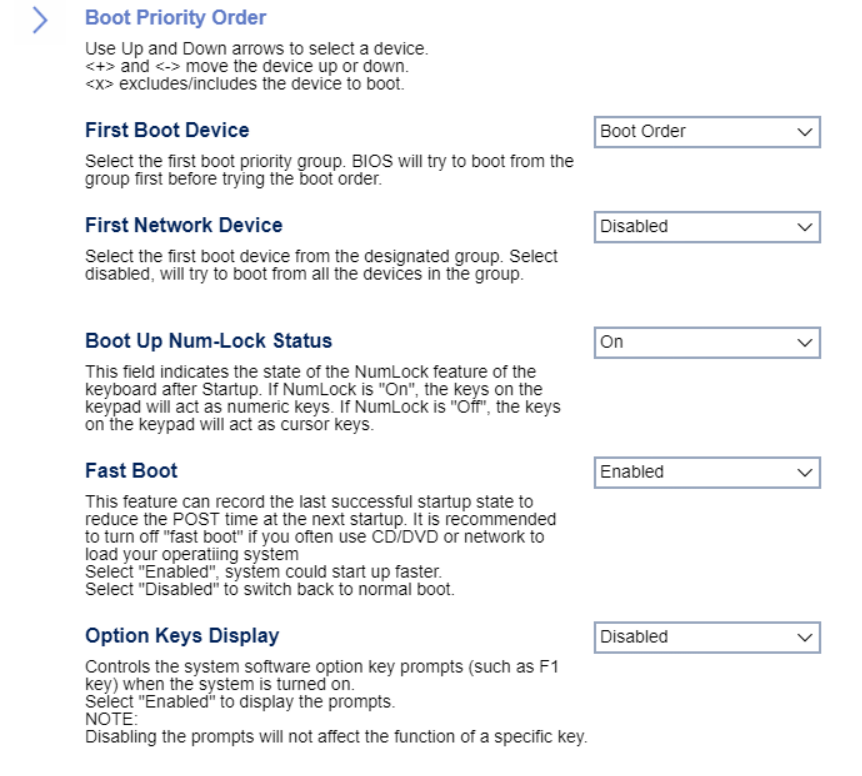 Boot Priority Order
Use Up and Down arrows to select a device.
<+> and <-> move the device up or down.
<x> excludes/includes the device to boot.
First Boot Device
Boot Order
Select the first boot priority group. BIOS will try to boot from the
group first before trying the boot order.
First Network Device
Disabled
Select the first boot device from the designated group. Select
disabled, will try to boot from all the devices in the group.
Boot Up Num-Lock Status
On
This field indicates the state of the NumLock feature of the
keyboard after Startup. If NumLock is "On", the keys on the
keypad will act as numeric keys. If NumLock is "Off", the keys
on the keypad will act as cursor keys.
Fast Boot
Enabled
This feature can record the last successful startup state to
reduce the POST time at the next startup. It is recommended
to turn off "fast boot" if you often use CD/DVD or network to
load your operatiing system
Select "Enabled", system could start up faster.
Select "Disabled" to switch back to normal boot.
Option Keys Display
Disabled
Controls the system software option key prompts (such as F1
key) when the system is turned on.
Select "Enabled" to display the prompts.
NOTE:
Disabling the prompts will not affect the function of a specific key.